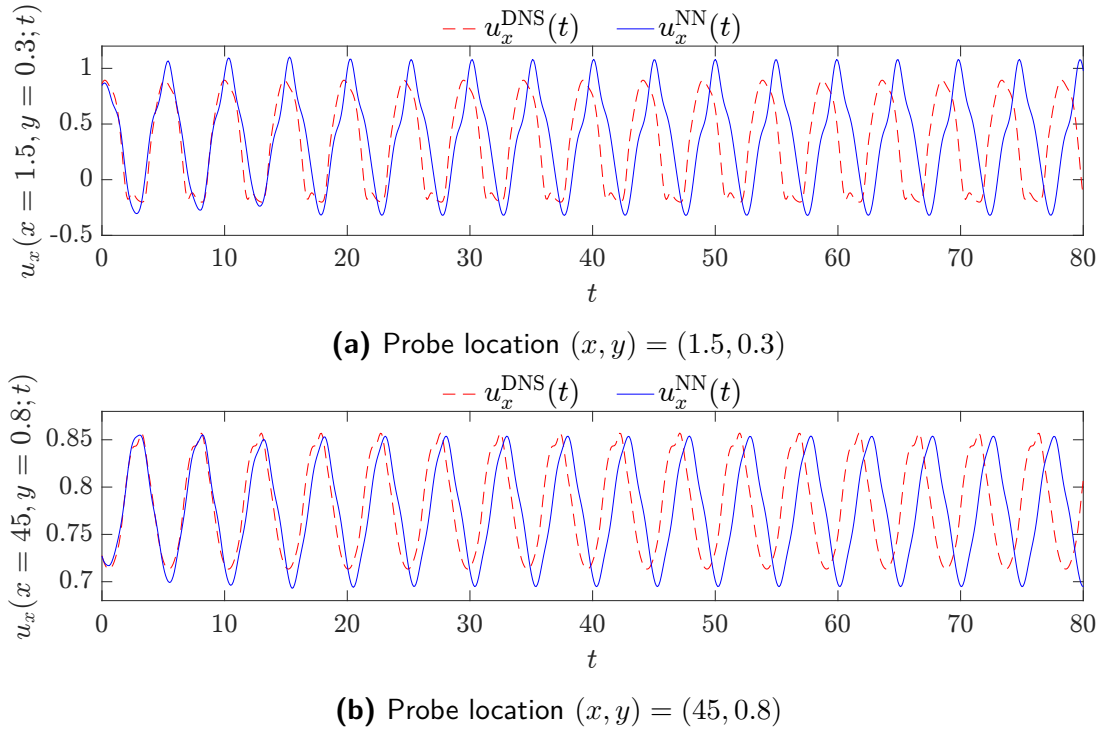 u_x^DNS(t) u_x^NN(t)
u_x(x = 1.5, y = 0.3; t)
1
0.5
0
-0.5
0 10 20 30 40 50 60 70 80
t
(a) Probe location (x, y) = (1.5, 0.3)
u_x^DNS(t) u_x^NN(t)
u_x(x = 45, y = 0.8; t)
0.85
0.8
0.75
0.7
0 10 20 30 40 50 60 70 80
t
(b) Probe location (x, y) = (45, 0.8)